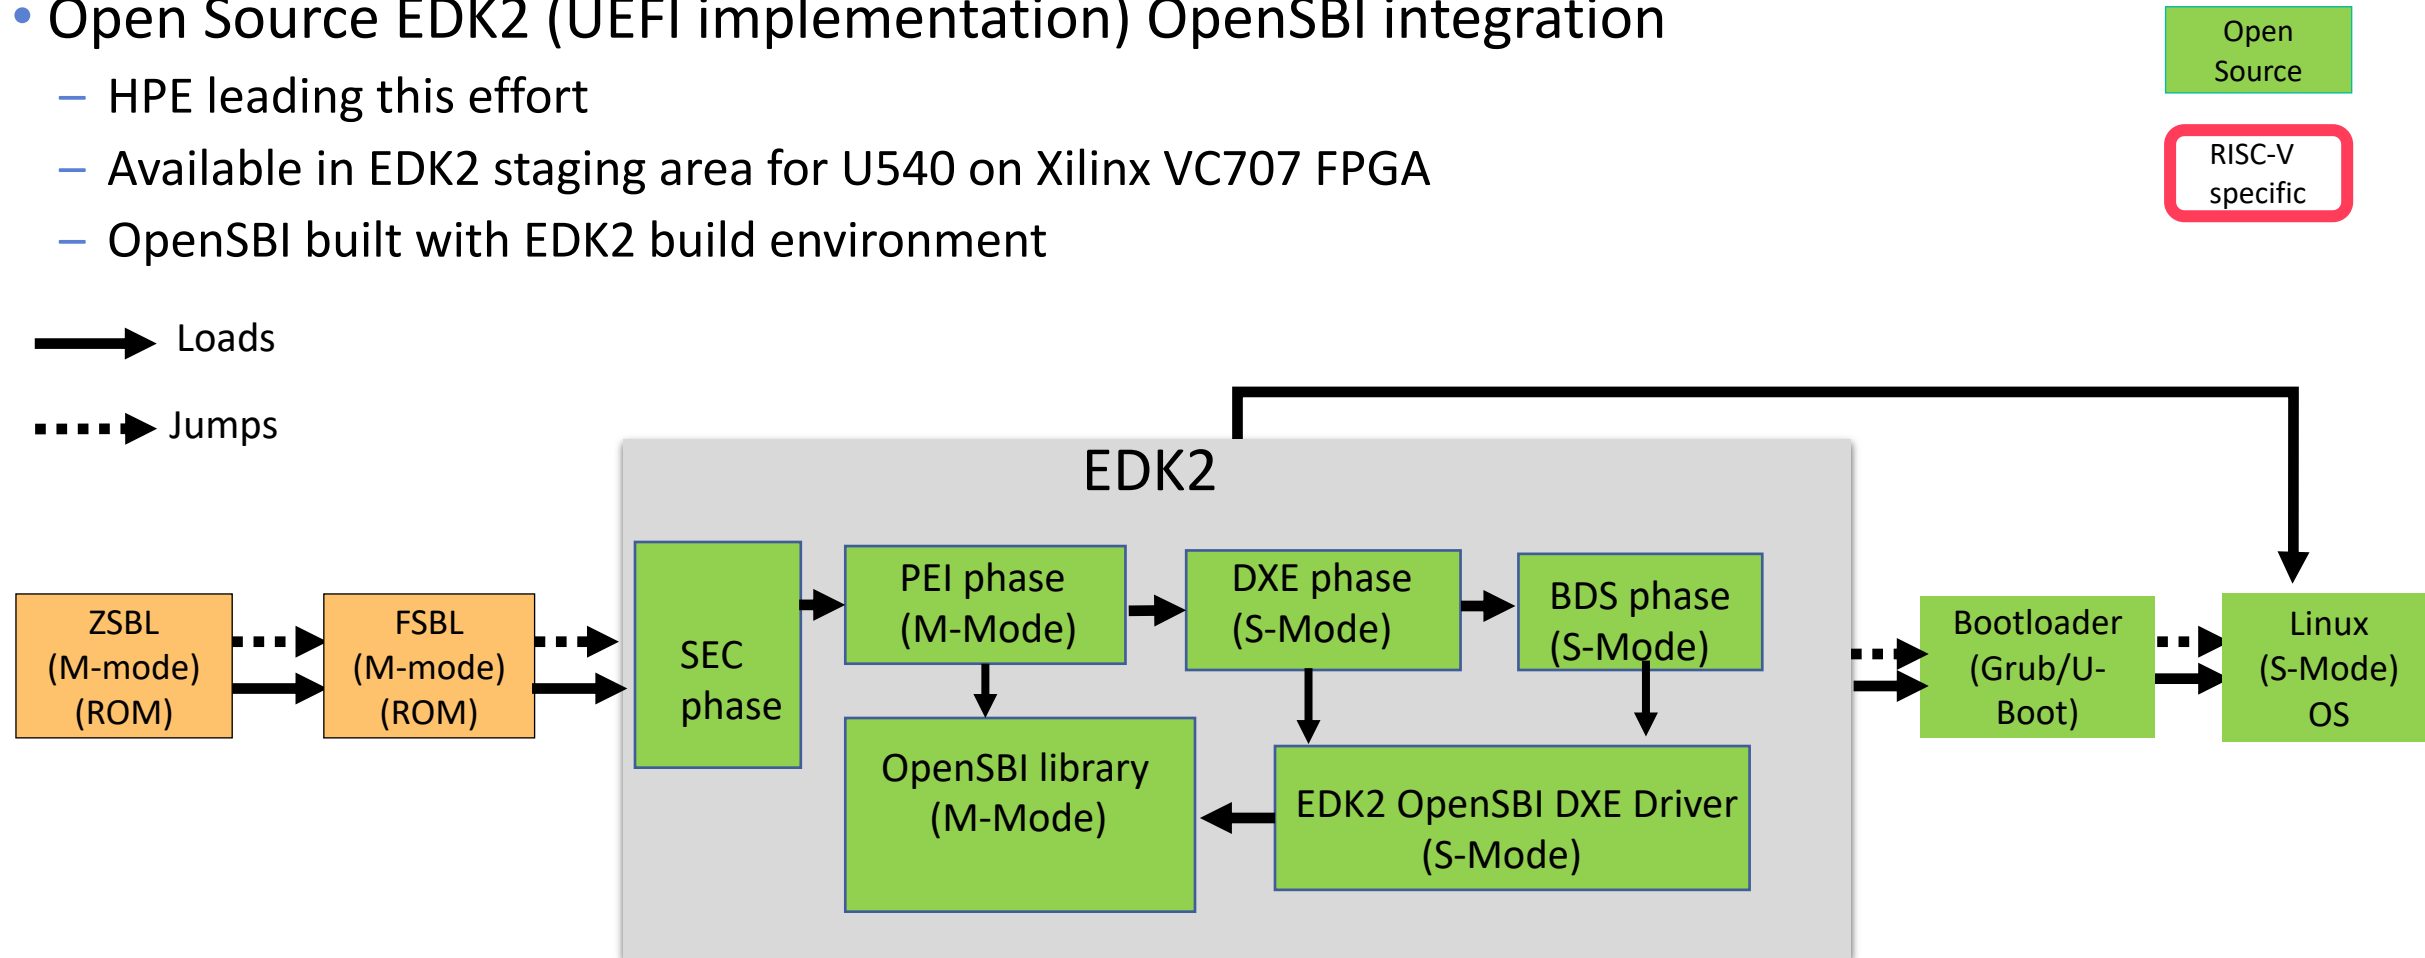 • Open Source EDK2 (UEFI implementation) OpenSBI integration
– HPE leading this effort
– Available in EDK2 staging area for U540 on Xilinx VC707 FPGA
– OpenSBI built with EDK2 build environment
Open
Source
RISC-V
specific
Loads
Jumps
EDK2
ZSBL
(M-mode)
(ROM)
FSBL
(M-mode)
(ROM)
SEC
phase
PEI phase
(M-Mode)
DXE phase
(S-Mode)
BDS phase
(S-Mode)
OpenSBI library
(M-Mode)
EDK2 OpenSBI DXE Driver
(S-Mode)
Bootloader
(Grub/U-
Boot)
Linux
(S-Mode)
OS